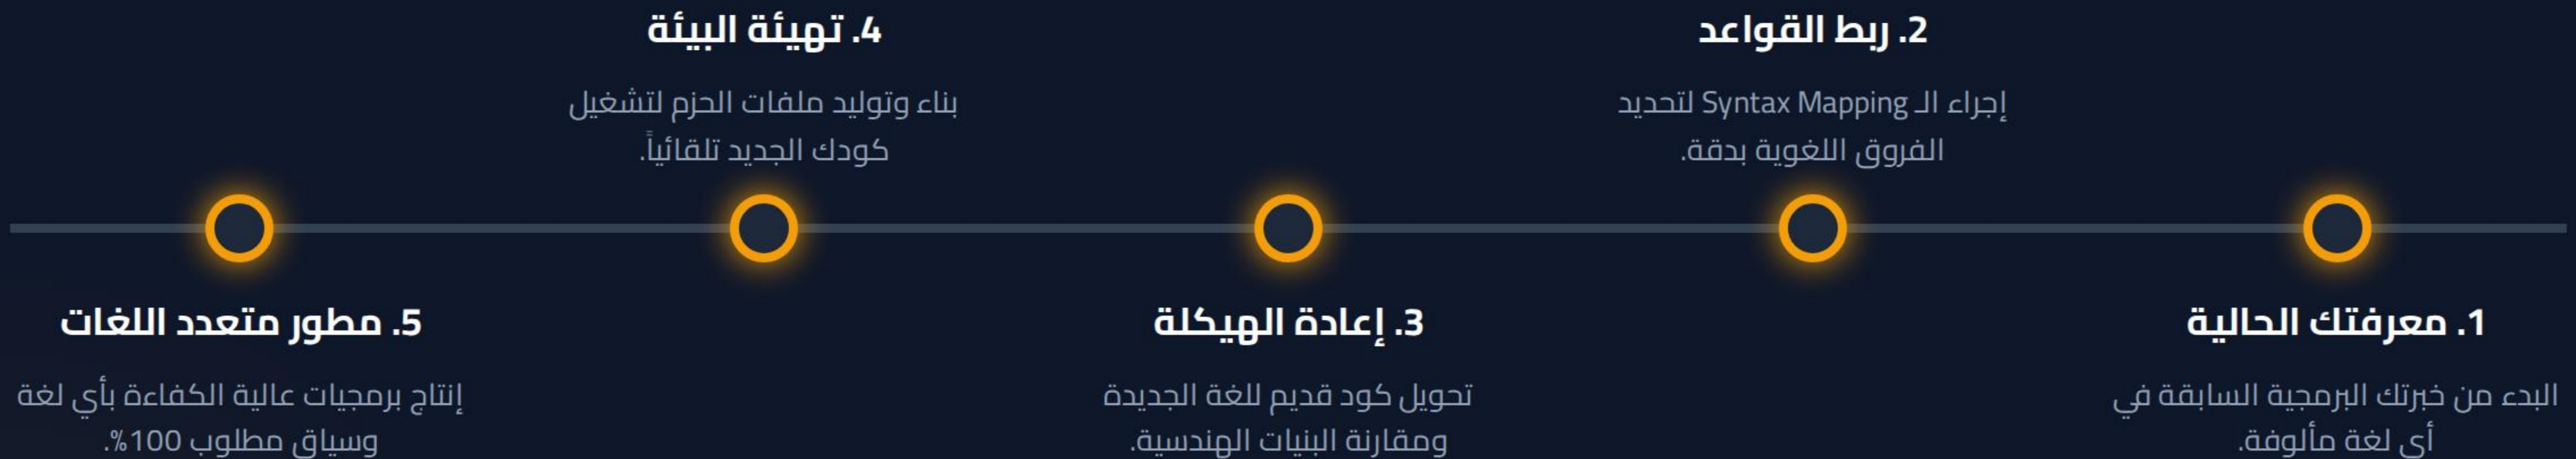 1. معرفتك الحالية
البدء من خبرتك البرمجية السابقة في
أي لغة مألوفة.
2. ربط القواعد
إجراء الـ Syntax Mapping لتحديد
الفروق اللغوية بدقة.
3. إعادة الهيكلة
تحويل كود قديم للغة الجديدة
ومقارنة البنيات الهندسية.
4. تهيئة البيئة
بناء وتوليد ملفات الحزم لتشغيل
كودك الجديد تلقائياً.
5. مطور متعدد اللغات
إنتاج برمجيات عالية الكفاءة بأي لغة
وسياق مطلوب 100%.